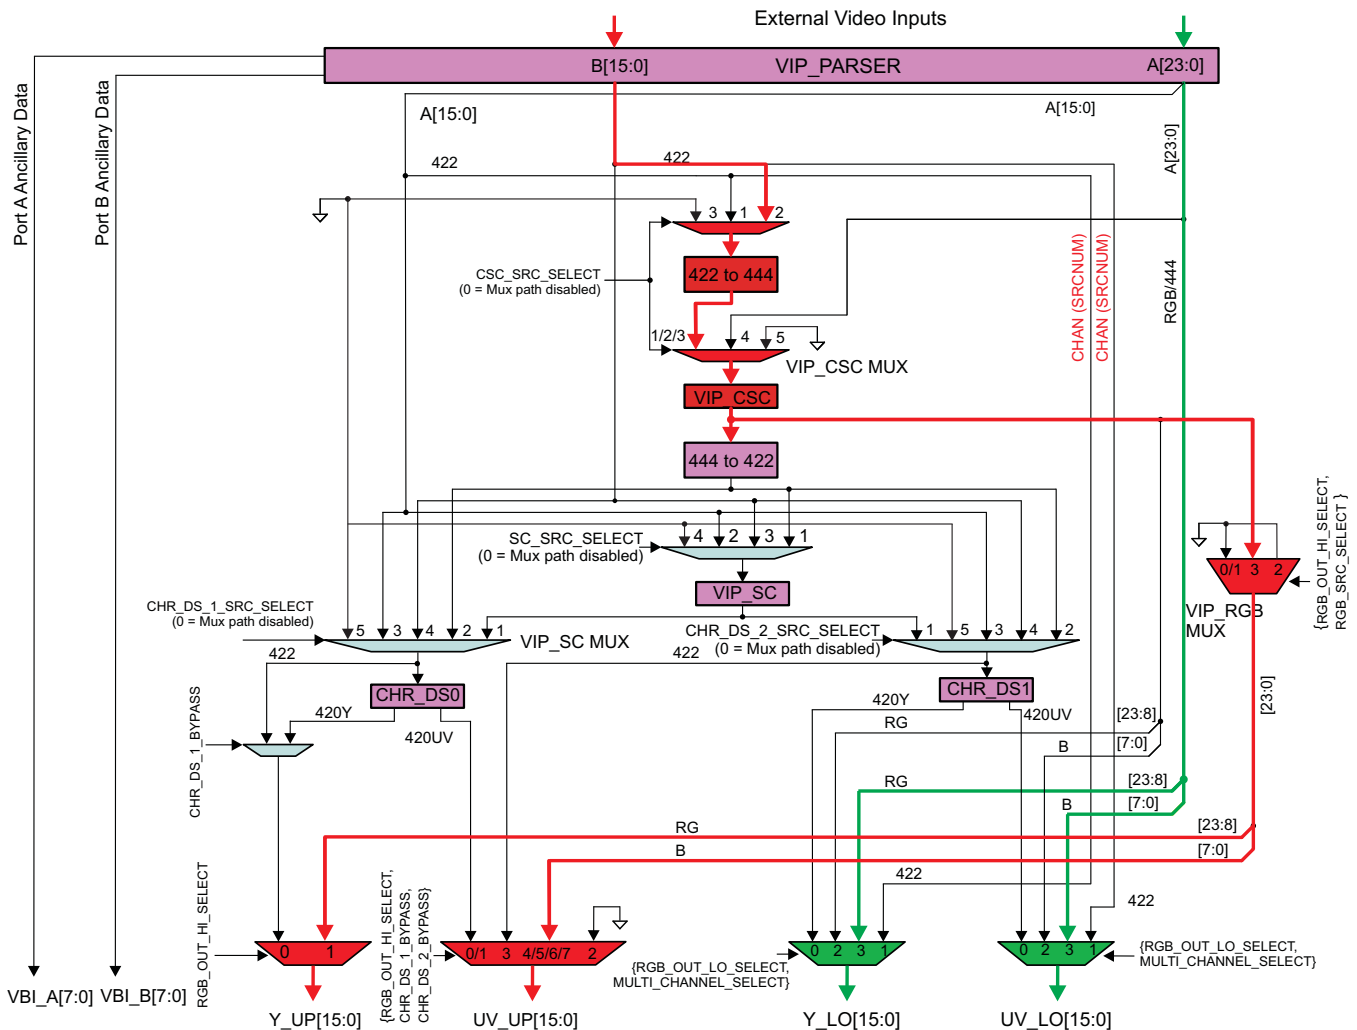 External Video Inputs
B[15:0]
VIP_PARSER
A[23:0]
Port A Ancillary Data
Port B Ancillary Data
A[15:0]
A[15:0]
A[23:0]
422
422
3 1 2
CSC_SRC_SELECT
(0 = Mux path disabled)
422 to 444
CHAN (SRCNUM)
CHAN (SRCNUM)
RGB/444
1/2/3 4 5
VIP_CSC MUX
VIP_CSC
444 to 422
SC_SRC_SELECT
(0 = Mux path disabled)
4 2 3 1
{RGB_OUT_HI_SELECT,
RGB_SRC_SELECT }
0/1 3 2
VIP_RGB
MUX
VIP_SC
CHR_DS_1_SRC_SELECT
(0 = Mux path disabled)
5 3 4 2 1
VIP_SC MUX
CHR_DS_2_SRC_SELECT
(0 = Mux path disabled)
1 5 3 4 2
422
422
CHR_DS0
CHR_DS1
[23:0]
CHR_DS_1_BYPASS
420Y
420UV
420Y
420UV
[23:8]
RG
B
[7:0]
RG
[23:8]
B
[7:0]
RG
[23:8]
B
[7:0]
422
422
RGB_OUT_HI_SELECT
0 1
{RGB_OUT_HI_SELECT,
CHR_DS_1_BYPASS,
CHR_DS_2_BYPASS}
0/1 3 4/5/6/7 2
{RGB_OUT_LO_SELECT,
MULTI_CHANNEL_SELECT}
0 2 3 1
0 2 3 1
{RGB_OUT_LO_SELECT,
MULTI_CHANNEL_SELECT}
VBI_A[7:0]
VBI_B[7:0]
Y_UP[15:0]
UV_UP[15:0]
Y_LO[15:0]
UV_LO[15:0]